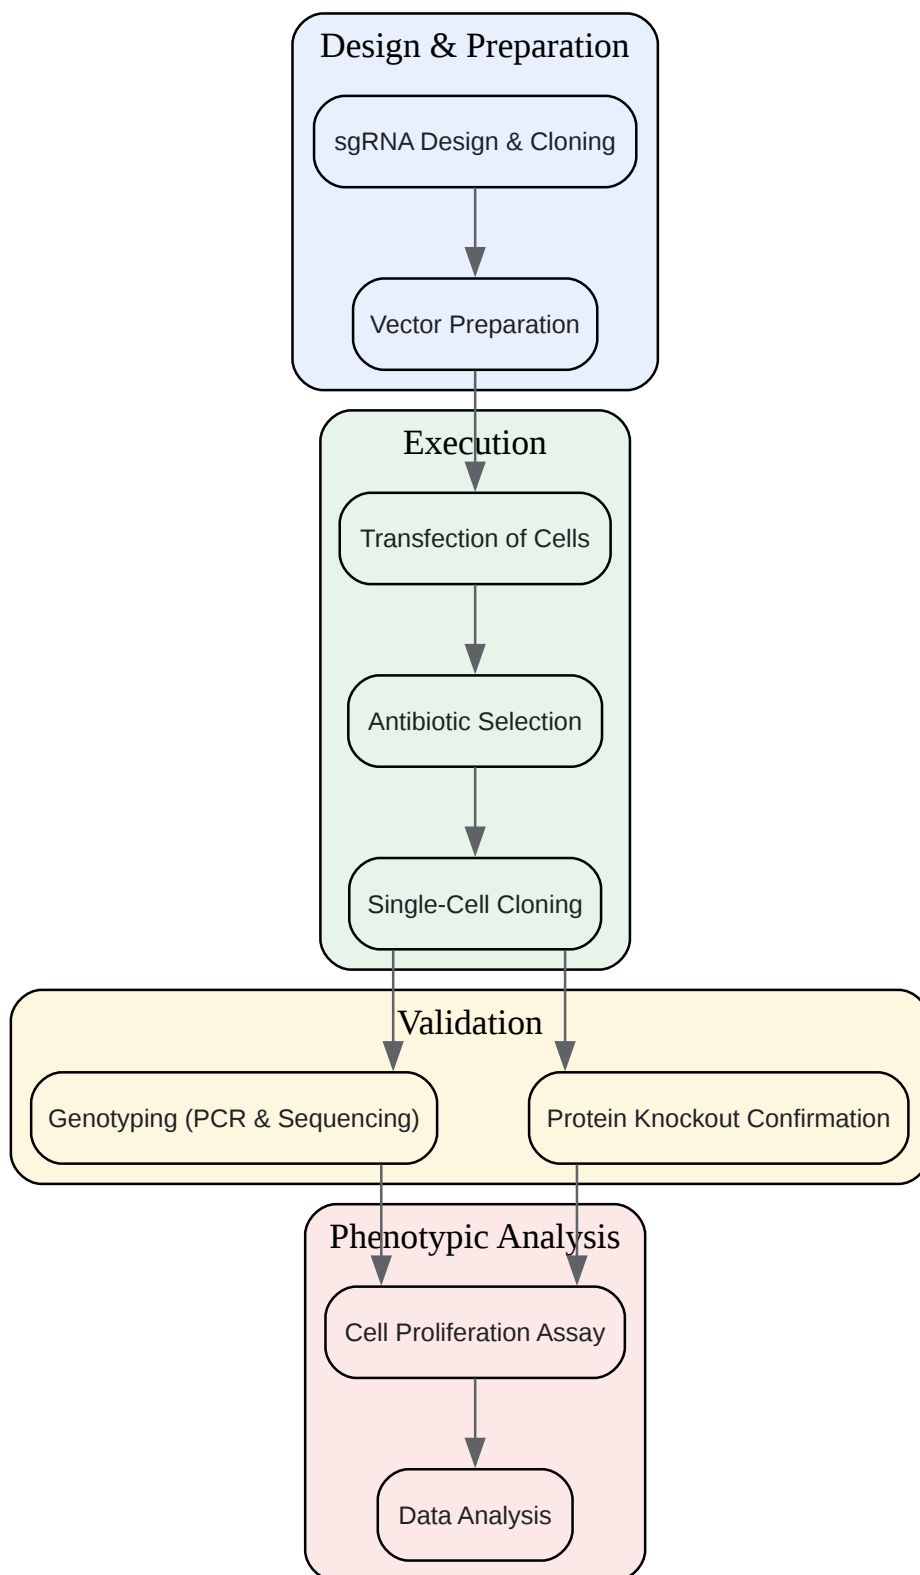 Design & Preparation
sgRNA Design & Cloning
Vector Preparation
Execution
Transfection of Cells
Antibiotic Selection
Single-Cell Cloning
Validation
Genotyping (PCR & Sequencing)
Protein Knockout Confirmation
Phenotypic Analysis
Cell Proliferation Assay
Data Analysis